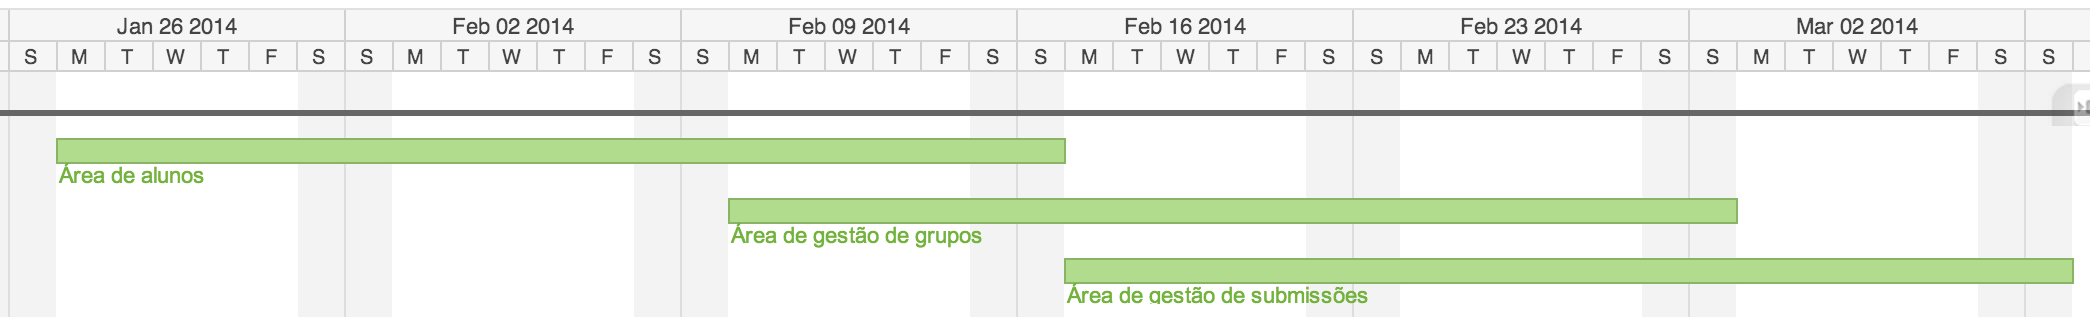 Jan 26 2014 Feb 02 2014 Feb 09 2014 Feb 16 2014 Feb 23 2014 Mar 02 2014
S M T W T F S S M T W T F S S M T W T F S S M T W T F S S M T W T F S S M T W T F S S
Área de alunos
Área de gestão de grupos
Área de gestão de submissões